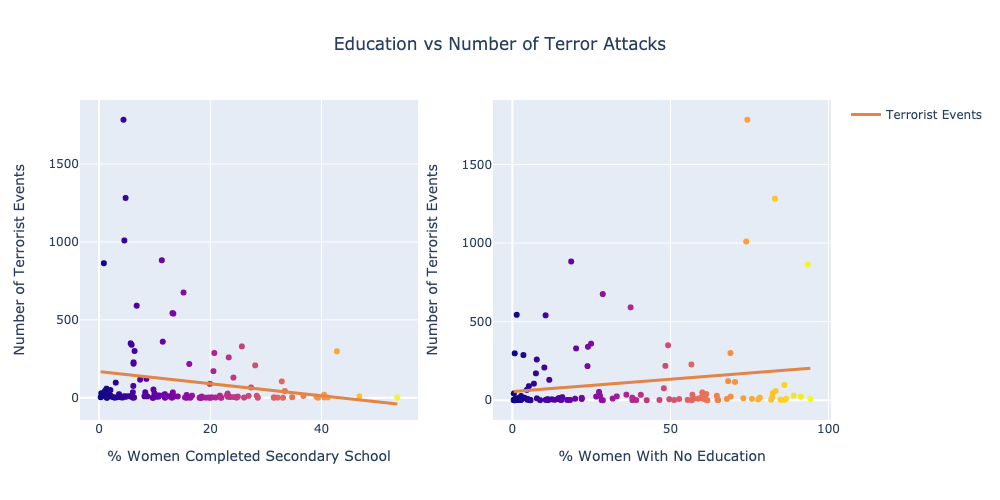 Education vs Number of Terror Attacks
Number of Terrorist Events
1500
1000
500
0
0
20
40
% Women Completed Secondary School
Number of Terrorist Events
1500
1000
500
0
0
50
100
% Women With No Education
Terrorist Events